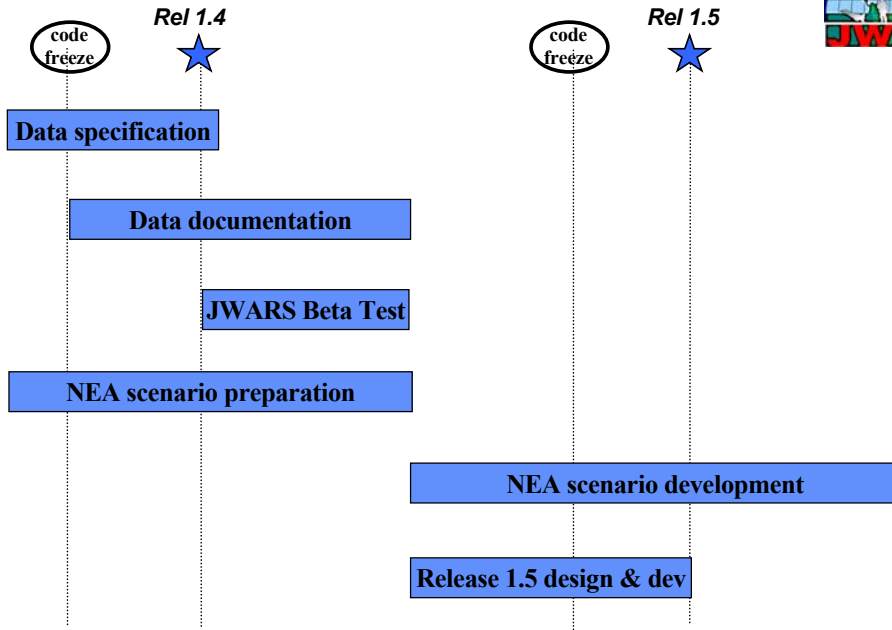 Rel 1.4
Rel 1.5
code
freeze
code
freeze
Data specification
Data documentation
JWARS Beta Test
NEA scenario preparation
NEA scenario development
Release 1.5 design & dev